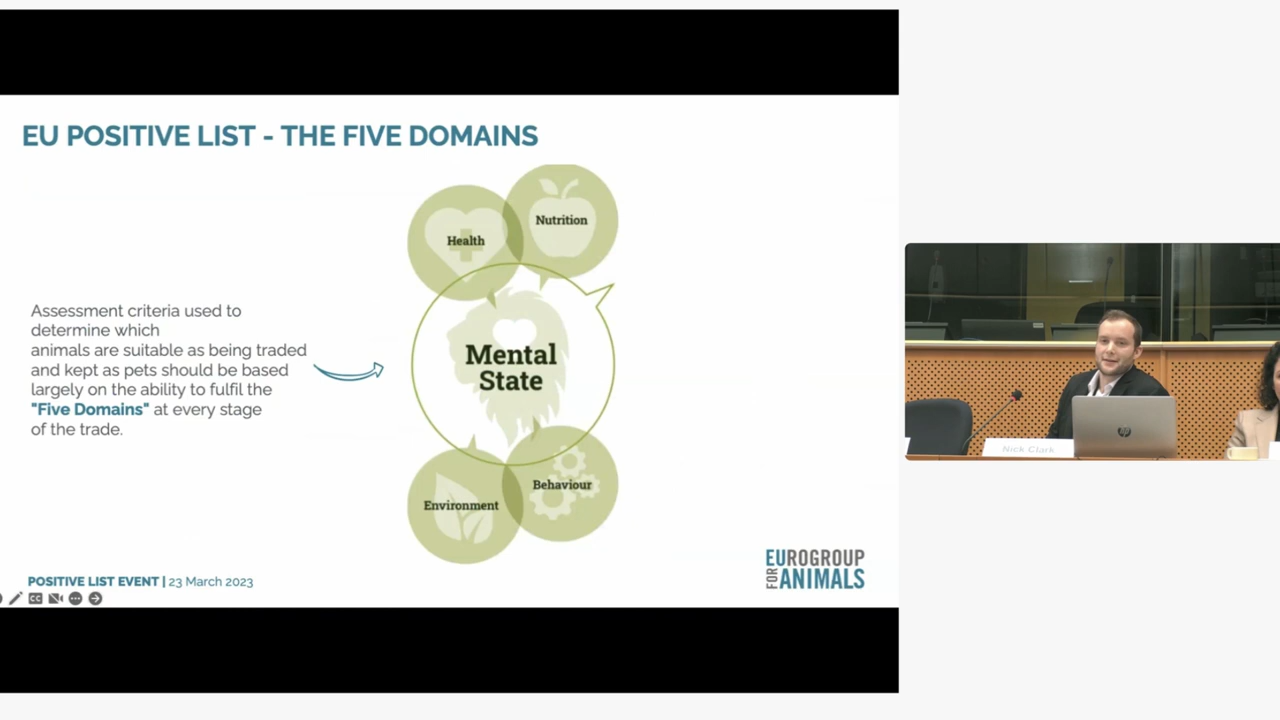 EU POSITIVE LIST - THE FIVE DOMAINS
Health
Nutrition
Assessment criteria used to
determine which
animals are suitable as being traded
and kept as pets should be based
largely on the ability to fulfil the
"Five Domains" at every stage
of the trade.
Mental
State
Environment
Behaviour
POSITIVE LIST EVENT | 23 March 2023
EUROGROUP
FOR ANIMALS
CC
Nick Clark
hp